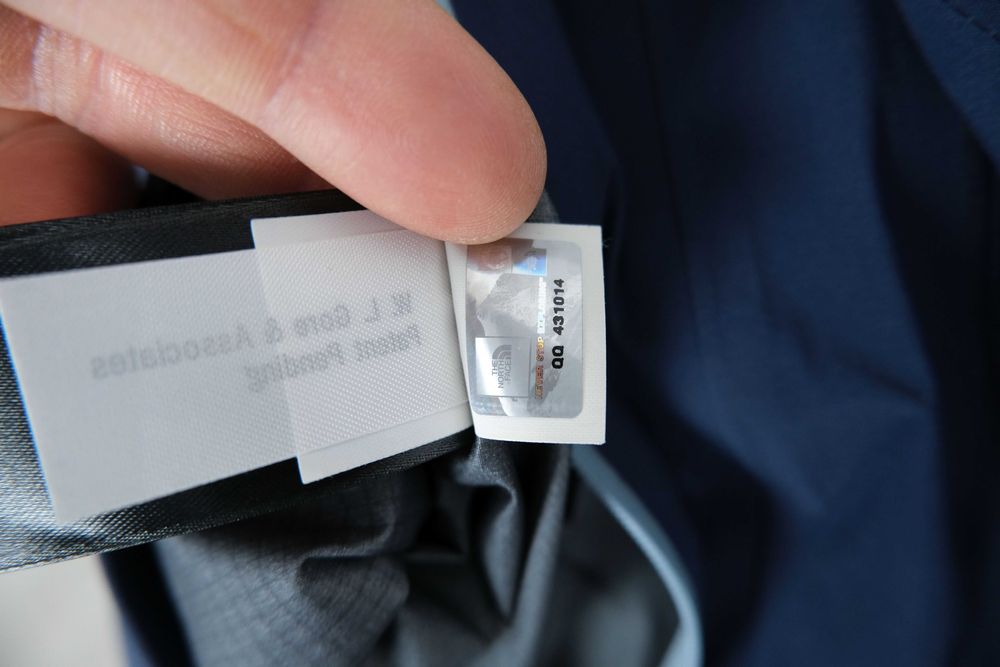 W. L. Gore & Associates
Patent Pending
THE
NORTH
FACE
NEVER STOP EXPLORING
QQ 431014